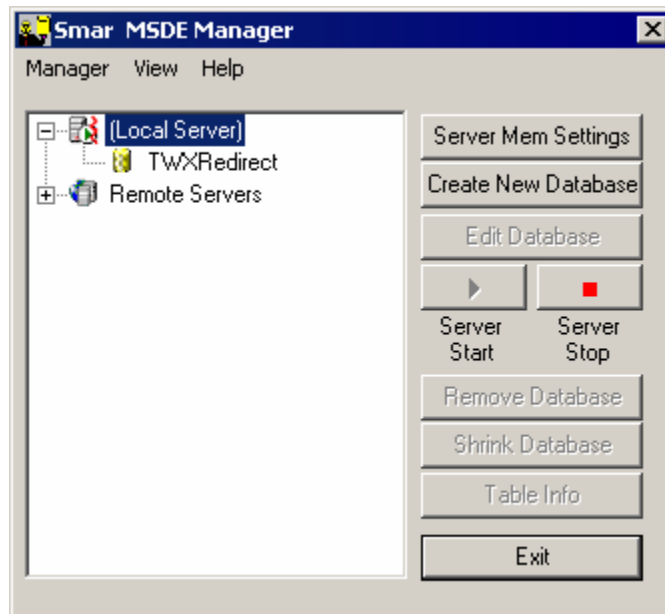 Smar MSDE Manager
Manager View Help
(Local Server)
TWXRedirect
Remote Servers
Server Mem Settings
Create New Database
Edit Database
Server Start
Server Stop
Remove Database
Shrink Database
Table Info
Exit